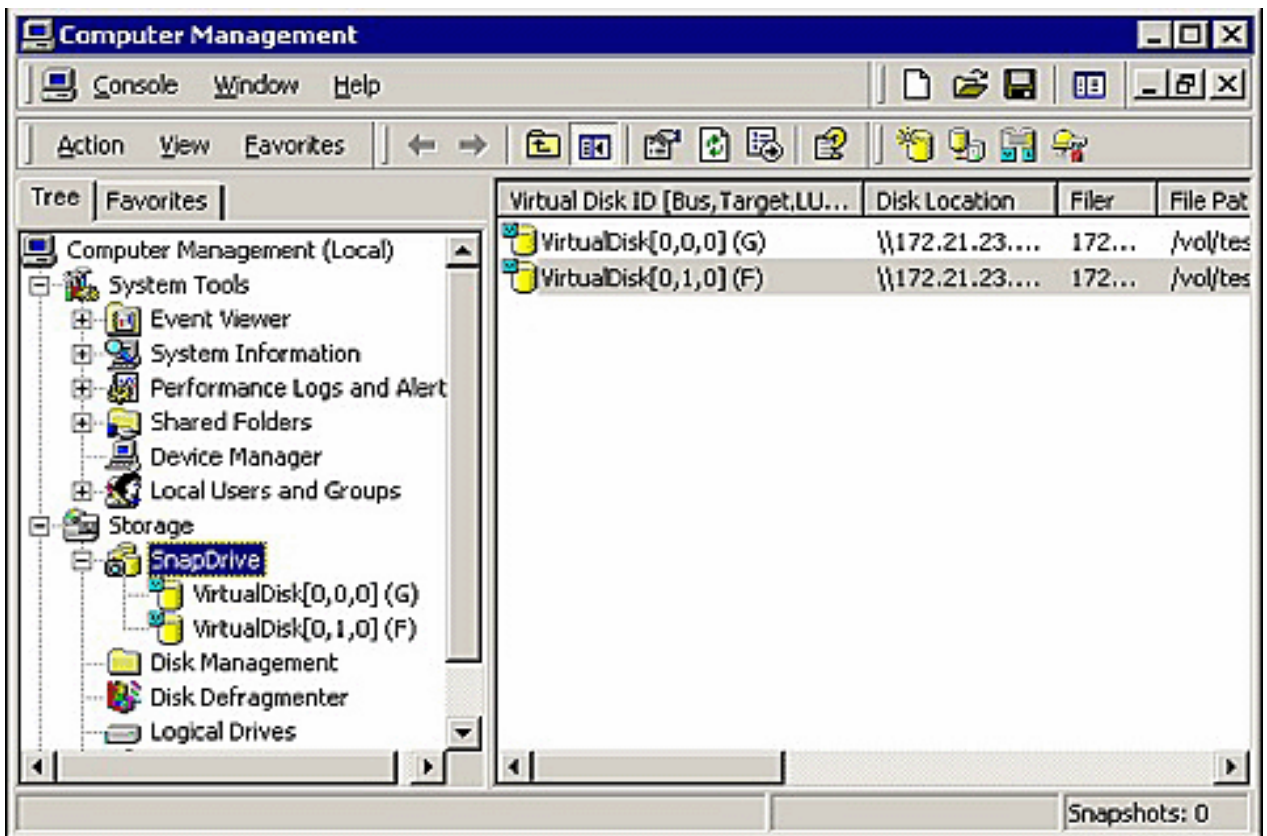 Computer Management
Console Window Help
Action View Favorites
Tree Favorites
Computer Management (Local)
System Tools
Event Viewer
System Information
Performance Logs and Alert
Shared Folders
Device Manager
Local Users and Groups
Storage
SnapDrive
VirtualDisk[0,0,0] (G)
VirtualDisk[0,1,0] (F)
Disk Management
Disk Defragmenter
Logical Drives
Virtual Disk ID [Bus,Target,LU... Disk Location Filer File Pat
VirtualDisk[0,0,0] (G) \\172.21.23.... 172... /vol/tes
VirtualDisk[0,1,0] (F) \\172.21.23.... 172... /vol/tes
Snapshots: 0